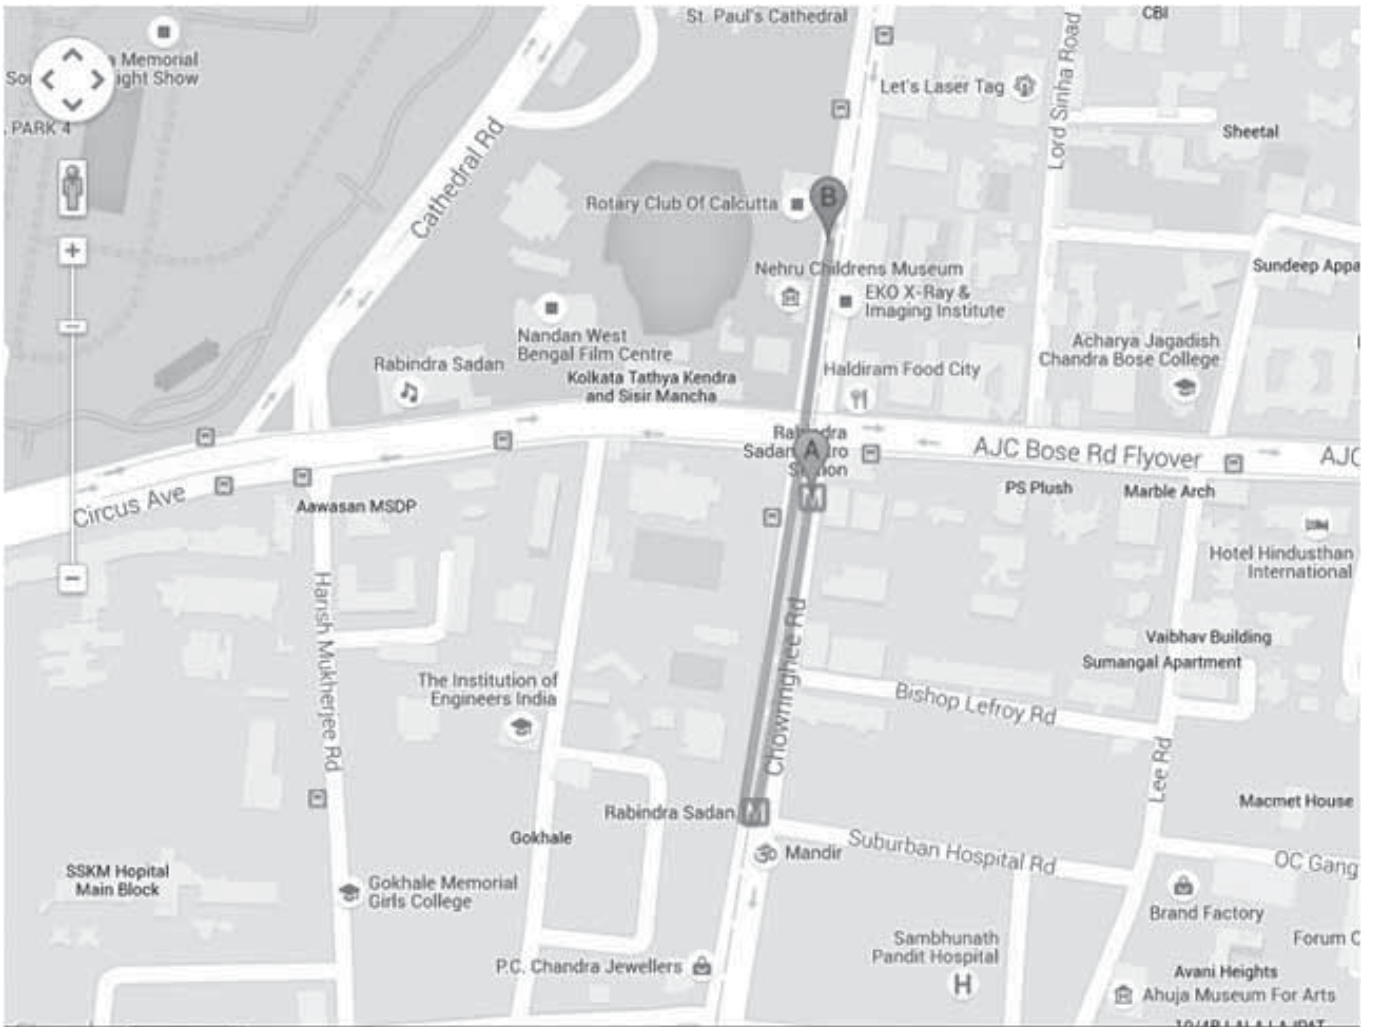 St. Paul's Cathedral
CBI
a Memorial
ight Show
PARK 4
Let's Laser Tag
Lord Sinha Road
Sheetal
Cathedral Rd
Rotary Club Of Calcutta
B
Nehru Childrens Museum
Sundeep Appa
EKO X-Ray &
Imaging Institute
Nandan West
Bengal Film Centre
Rabindra Sadan
Acharya Jagadish
Chandra Bose College
Haldiram Food City
Kolkata Tathya Kendra
and Sisir Mancha
A
M
AJC Bose Rd Flyover
AJC
Circus Ave
Aawasan MSDP
PS Plush
Marble Arch
Hotel Hindusthan
International
Harish Mukherjee Rd
Chowringhee Rd
Vaibhav Building
Sumangal Apartment
The Institution of
Engineers India
Bishop Lefroy Rd
Lee Rd
Macmet House
Rabindra Sadan
M
Gokhale
Mandir
Suburban Hospital Rd
OC Gang
SSKM Hopital
Main Block
Gokhale Memorial
Girls College
Brand Factory
Sambhunath
Pandit Hospital
H
Forum C
P.C. Chandra Jewellers
Avani Heights
Ahuja Museum For Arts